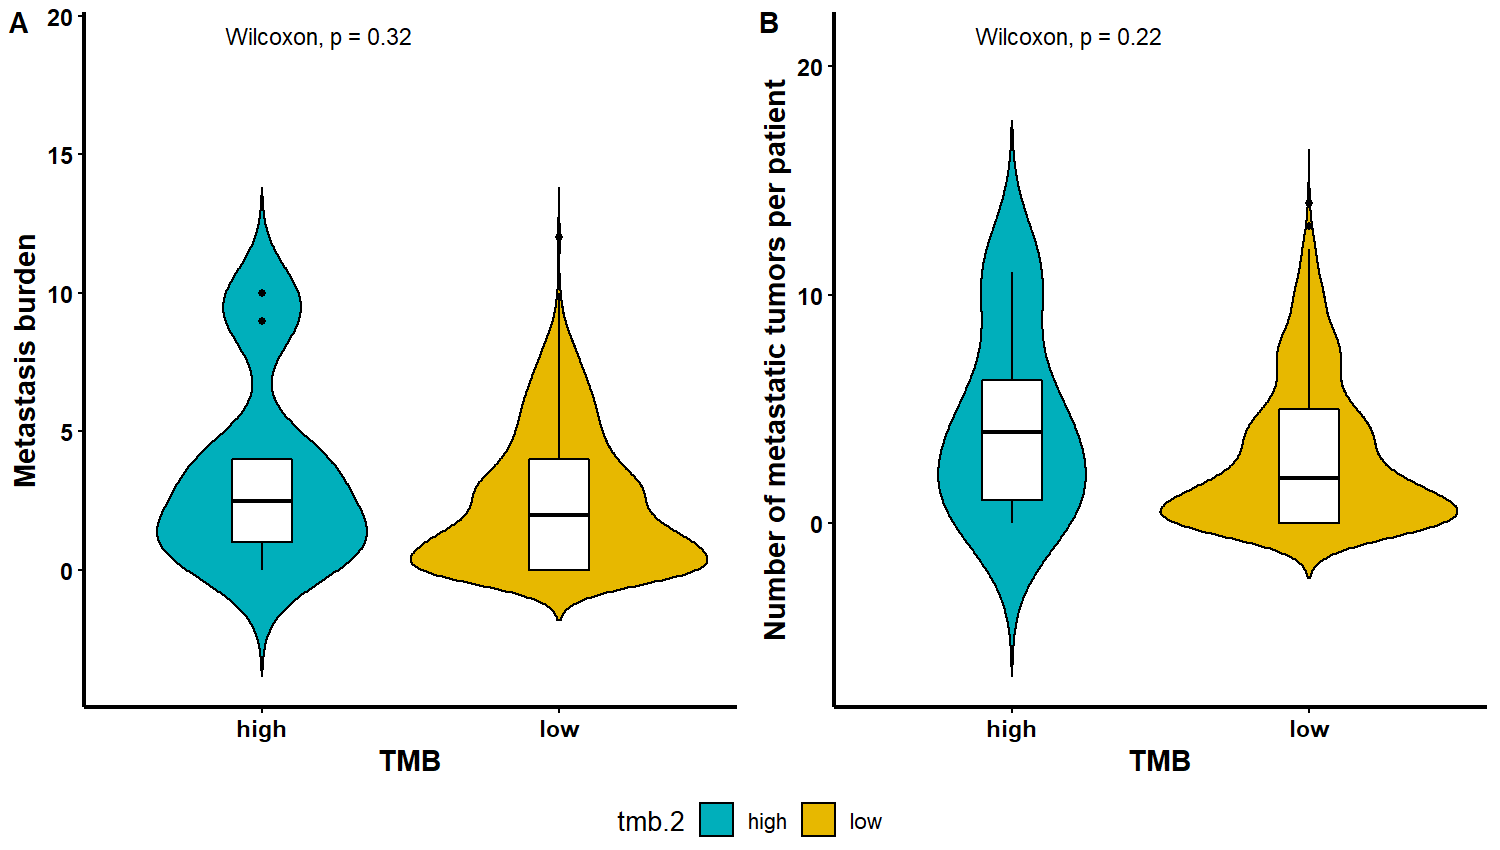 A
Wilcoxon, p = 0.32
Metastasis burden
20
15
10
5
0
high
low
TMB
B
Wilcoxon, p = 0.22
Number of metastatic tumors per patient
20
10
0
high
low
TMB
tmb.2 high low